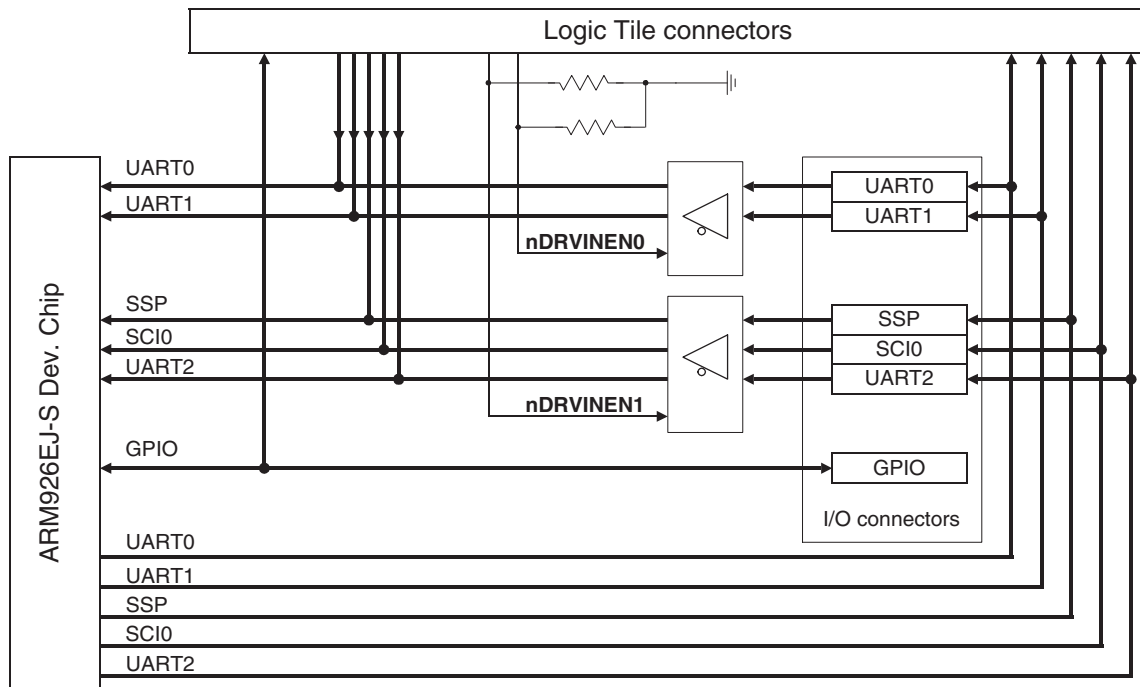 Logic Tile connectors
ARM926EJ-S Dev. Chip
UART0
UART1
nDRVINEN0
UART0
UART1
SSP
SCI0
UART2
nDRVINEN1
SSP
SCI0
UART2
GPIO
GPIO
I/O connectors
UART0
UART1
SSP
SCI0
UART2